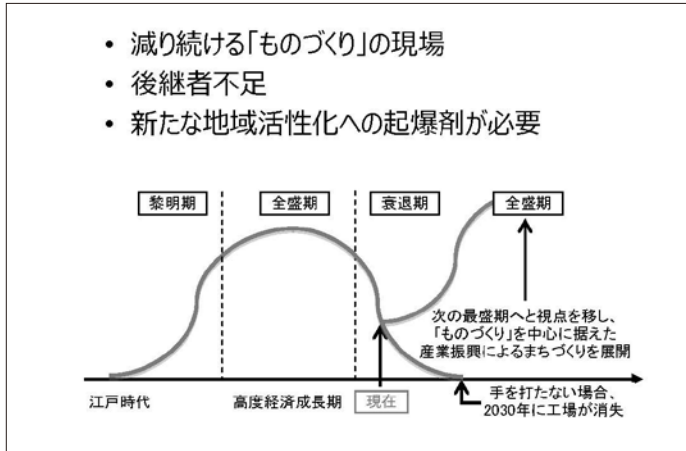 • 減り続ける「ものづくり」の現場
• 後継者不足
• 新たな地域活性化への起爆剤が必要
黎明期
全盛期
衰退期
全盛期
次の最盛期へと視点を移し、
「ものづくり」を中心に据えた
産業振興によるまちづくりを展開
江戸時代
高度経済成長期
現在
手を打たない場合、
2030年に工場が消失